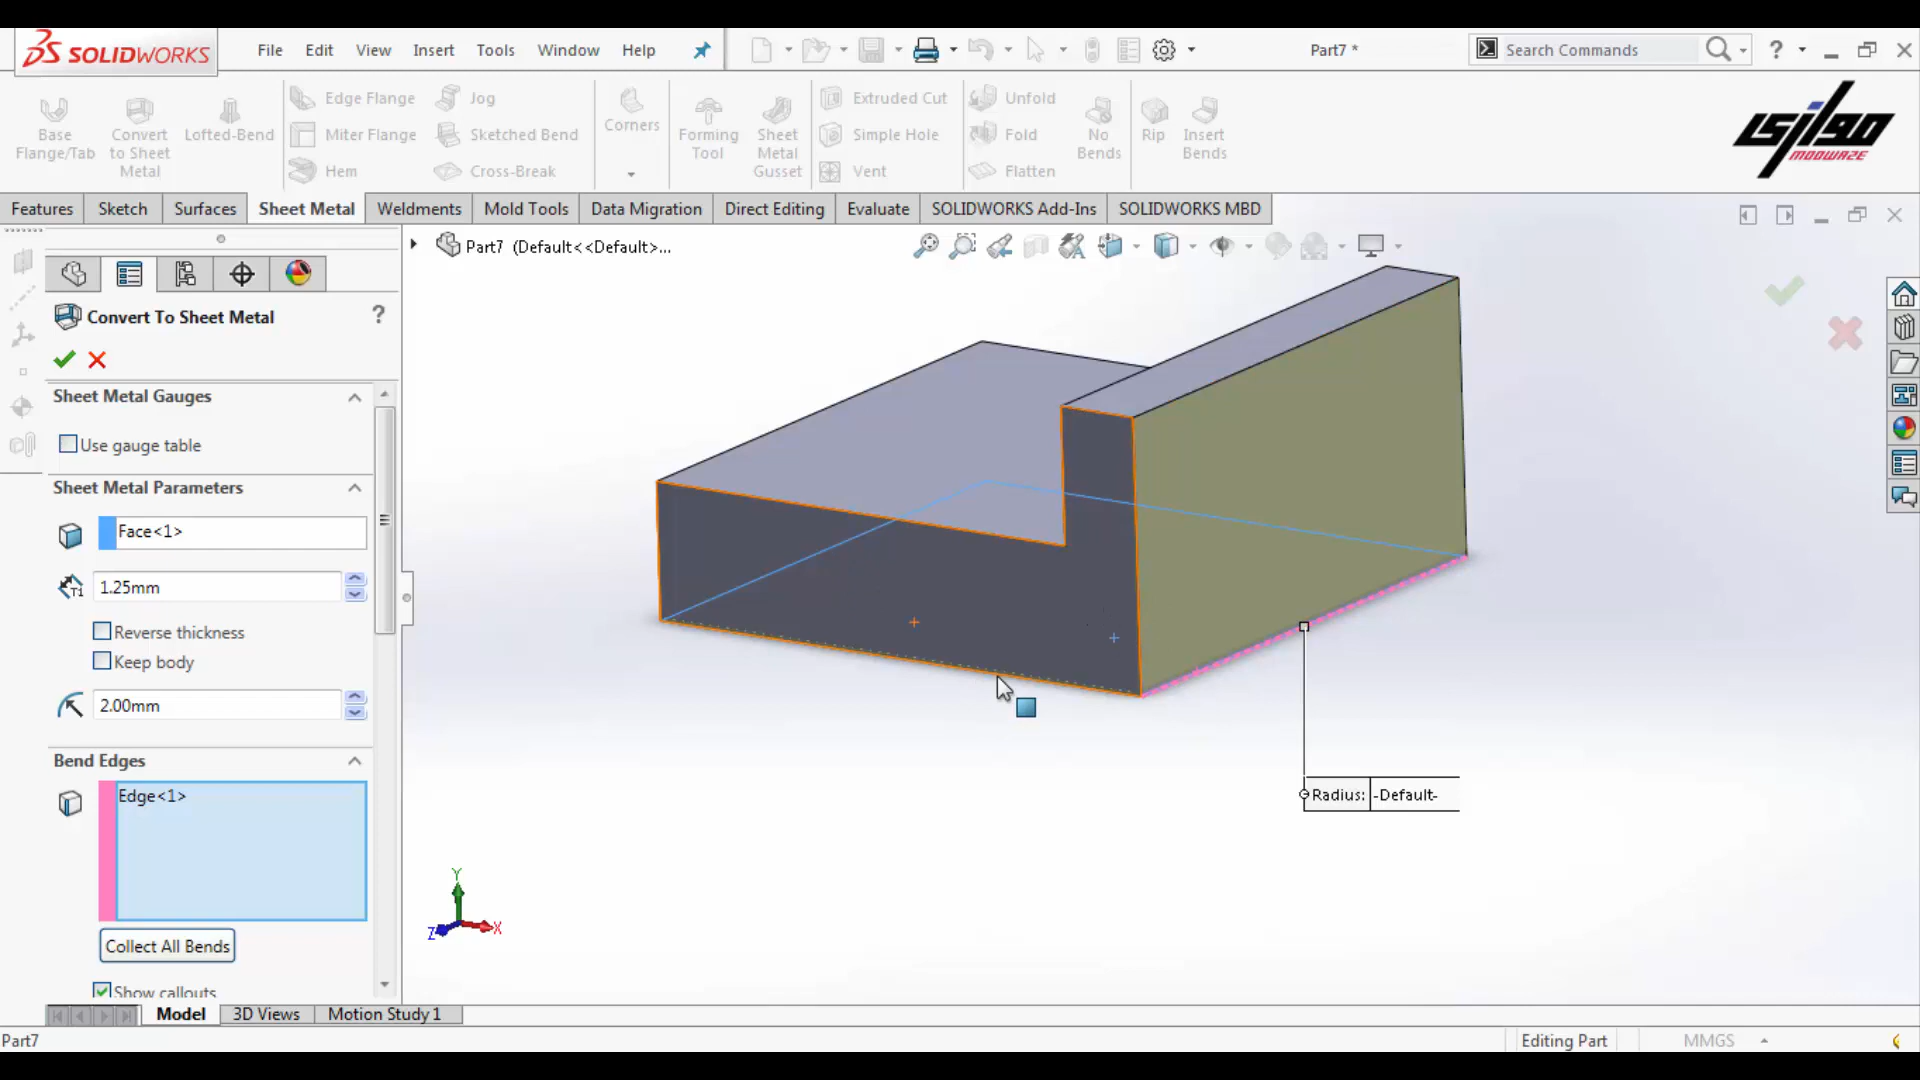 SOLIDWORKS
File Edit View Insert Tools Window Help
Part7 *
Search Commands
?
Base Flange/Tab
Convert to Sheet Metal
Lofted-Bend
Edge Flange
Miter Flange
Hem
Jog
Sketched Bend
Cross-Break
Corners
Forming Tool
Sheet Metal Gusset
Extruded Cut
Simple Hole
Vent
Unfold
Fold
Flatten
No Bends
Rip
Insert Bends
موازی
MOOWAZE
Features Sketch Surfaces Sheet Metal Weldments Mold Tools Data Migration Direct Editing Evaluate SOLIDWORKS Add-Ins SOLIDWORKS MBD
Part7 (Default<<Default>...
Convert To Sheet Metal
?
Sheet Metal Gauges
Use gauge table
Sheet Metal Parameters
Face<1>
T1
1.25mm
Reverse thickness
Keep body
2.00mm
Bend Edges
Edge<1>
Collect All Bends
Show callouts
Radius: -Default-
Y
Z
X
Model 3D Views Motion Study 1
Part7
Editing Part
MMGS